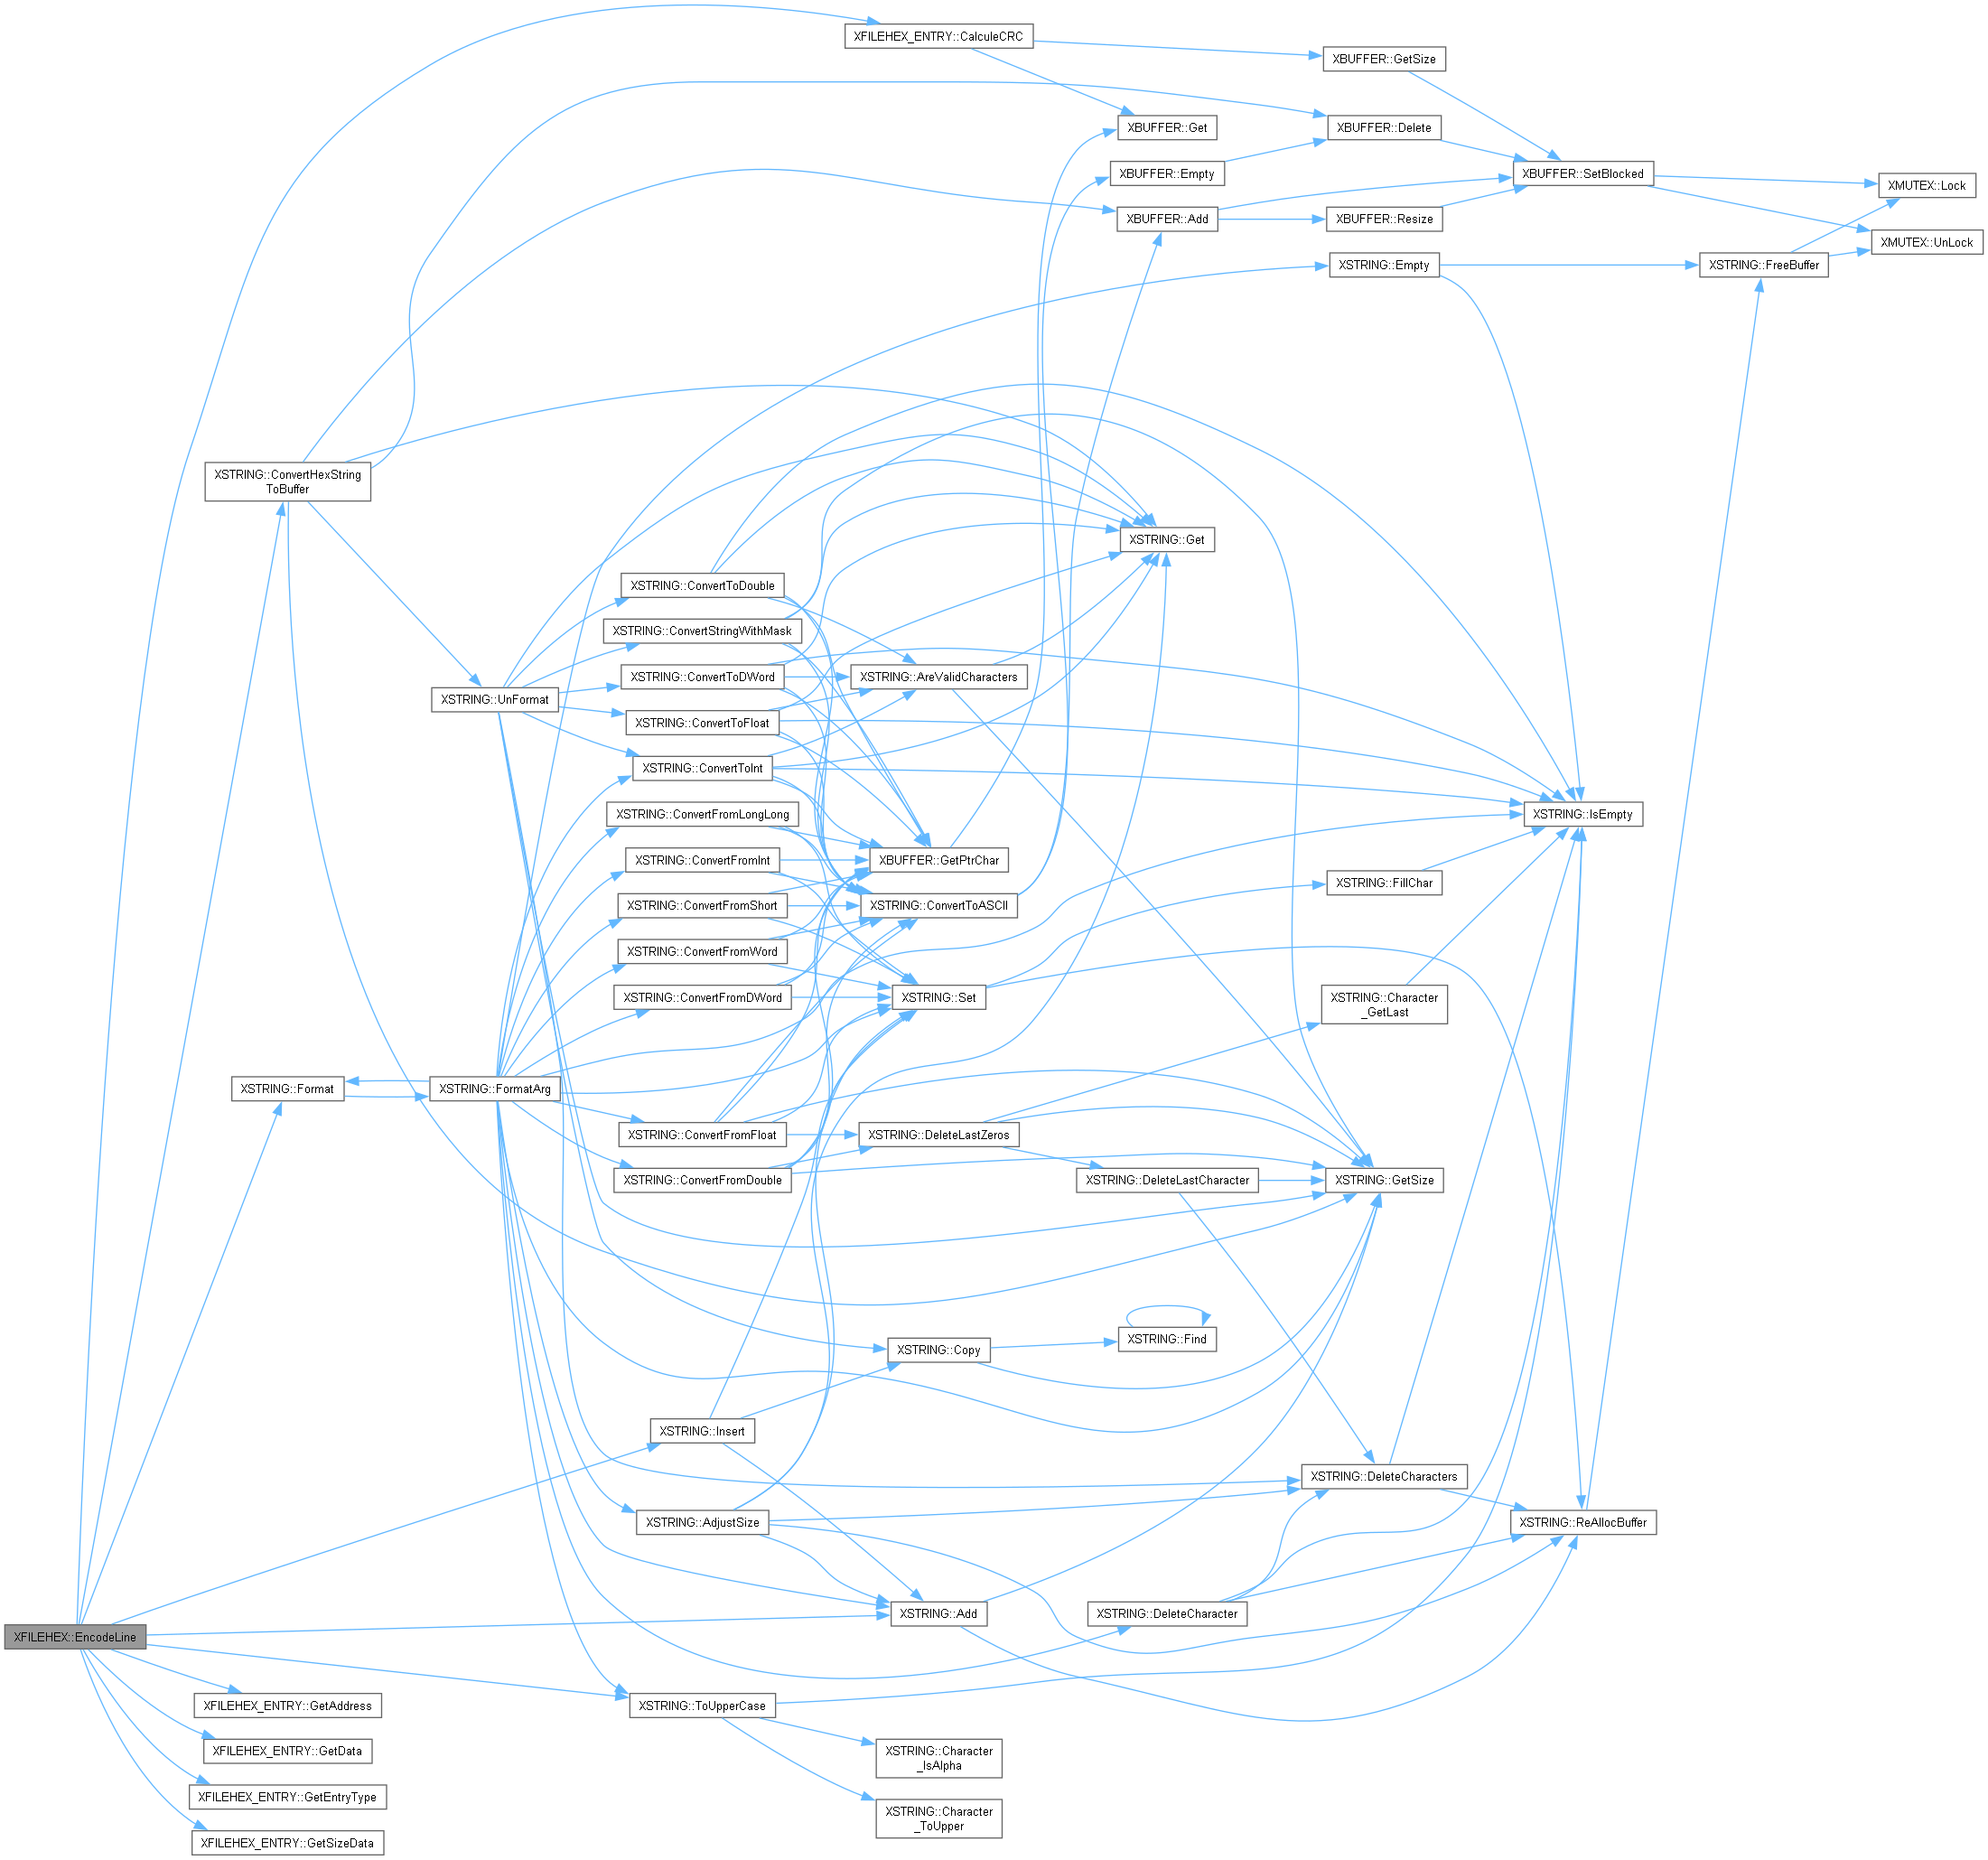 XFILEHEX_ENTRY::CalculeCRC
XBUFFER::GetSize
XBUFFER::Get
XBUFFER::Delete
XBUFFER::Empty
XBUFFER::SetBlocked
XMUTEX::Lock
XBUFFER::Add
XBUFFER::Resize
XMUTEX::UnLock
XSTRING::Empty
XSTRING::FreeBuffer
XSTRING::ConvertHexString
ToBuffer
XSTRING::Get
XSTRING::ConvertToDouble
XSTRING::ConvertStringWithMask
XSTRING::ConvertToDWord
XSTRING::AreValidCharacters
XSTRING::UnFormat
XSTRING::ConvertToFloat
XSTRING::ConvertToInt
XSTRING::ConvertFromLongLong
XSTRING::IsEmpty
XSTRING::ConvertFromInt
XBUFFER::GetPtrChar
XSTRING::FillChar
XSTRING::ConvertFromShort
XSTRING::ConvertToASCII
XSTRING::ConvertFromWord
XSTRING::ConvertFromDWord
XSTRING::Set
XSTRING::Character
_GetLast
XSTRING::Format
XSTRING::FormatArg
XSTRING::ConvertFromFloat
XSTRING::DeleteLastZeros
XSTRING::ConvertFromDouble
XSTRING::DeleteLastCharacter
XSTRING::GetSize
XSTRING::Find
XSTRING::Copy
XSTRING::Insert
XSTRING::DeleteCharacters
XSTRING::AdjustSize
XSTRING::ReAllocBuffer
XSTRING::Add
XSTRING::DeleteCharacter
XFILEHEX::EncodeLine
XFILEHEX_ENTRY::GetAddress
XSTRING::ToUpperCase
XFILEHEX_ENTRY::GetData
XSTRING::Character
_IsAlpha
XFILEHEX_ENTRY::GetEntryType
XSTRING::Character
_ToUpper
XFILEHEX_ENTRY::GetSizeData